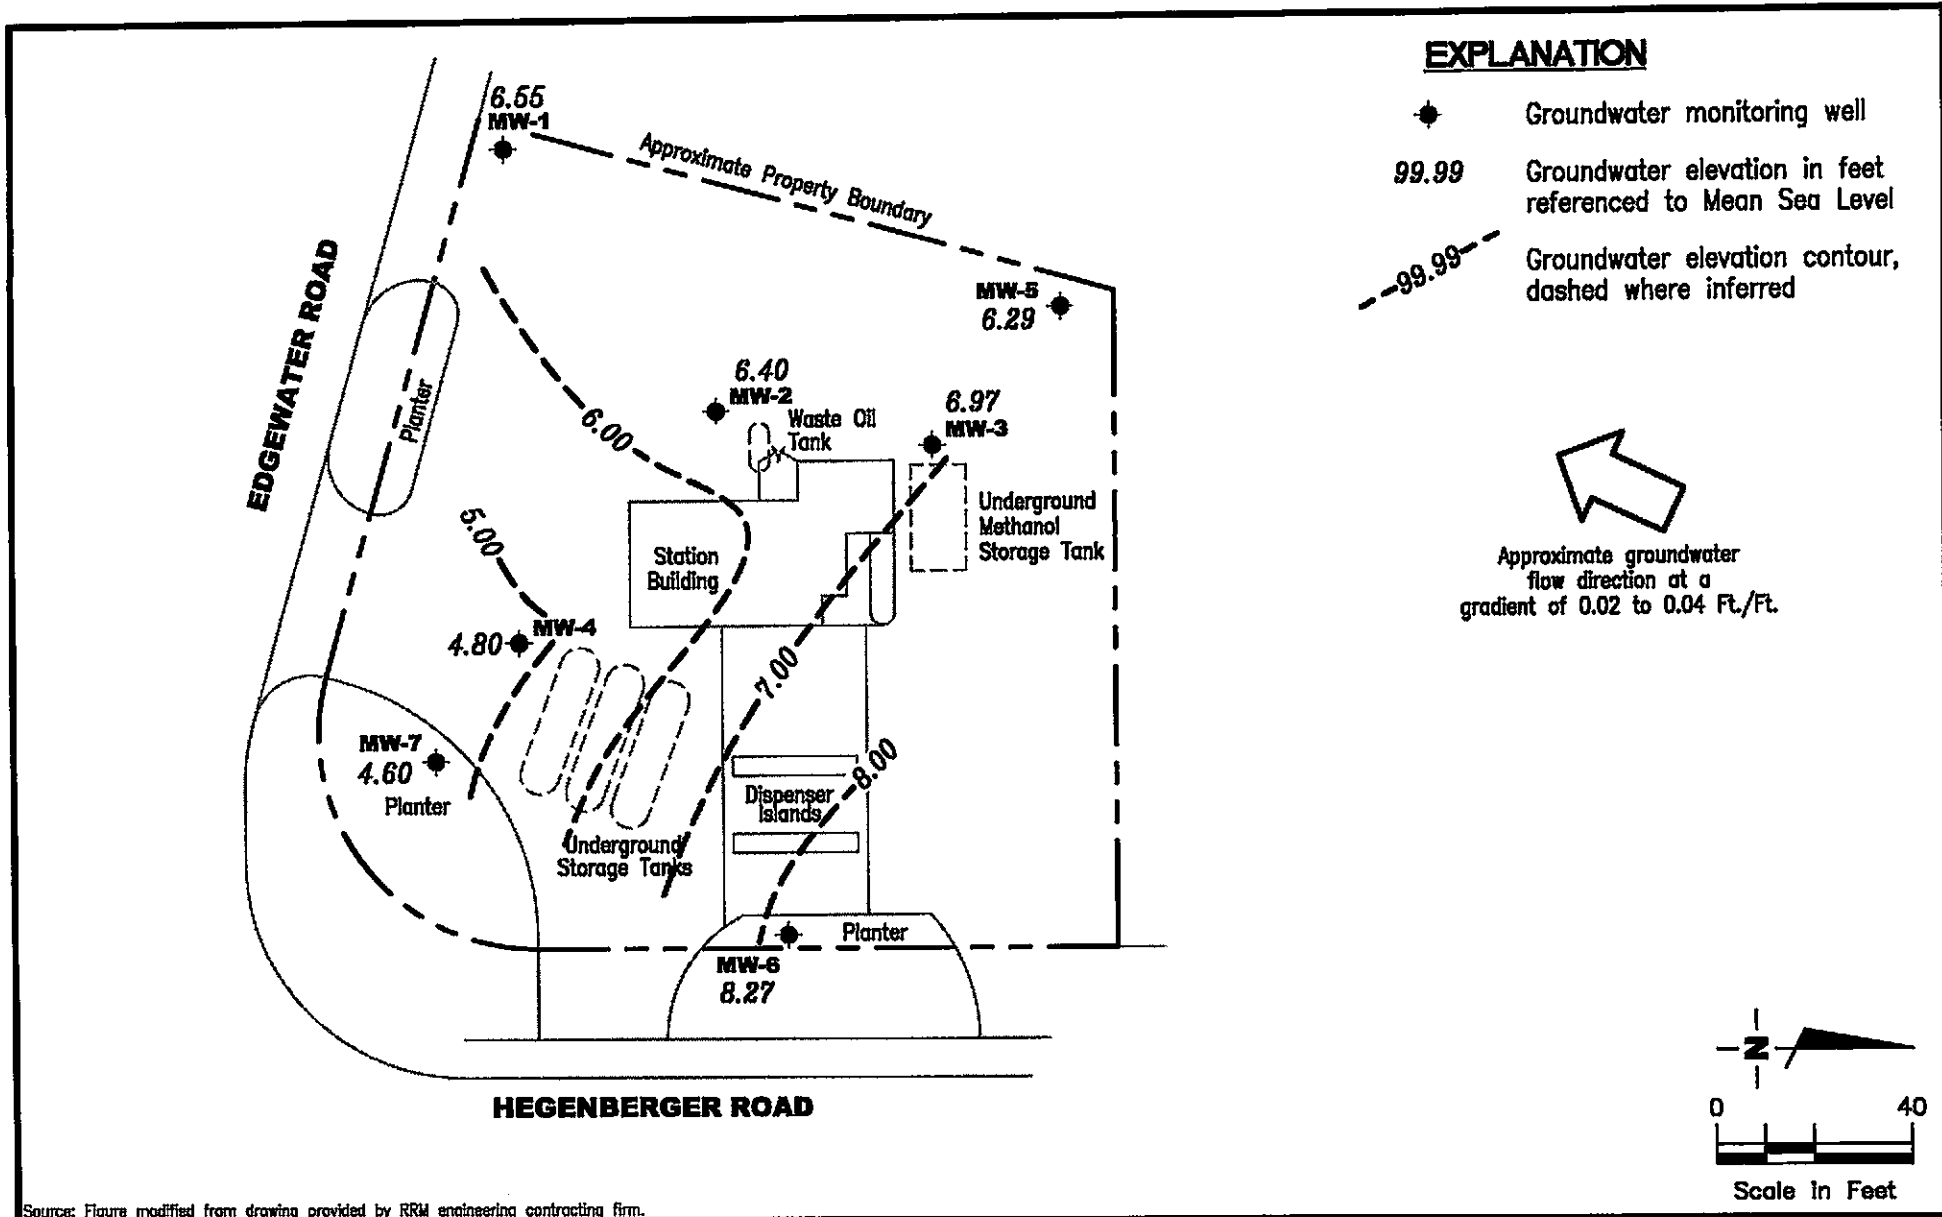 EXPLANATION
Groundwater monitoring well
99.99
Groundwater elevation in feet
referenced to Mean Sea Level
99.99
Groundwater elevation contour,
dashed where inferred
6.55
MW-1
Approximate Property Boundary
EDGEWATER ROAD
Planter
MW-5
6.29
6.40
MW-2
Waste Oil
Tank
6.97
MW-3
6.00
5.00
Station
Building
Underground
Methanol
Storage Tank
Approximate groundwater
flow direction at a
gradient of 0.02 to 0.04 Ft./Ft.
MW-4
4.80
7.00
MW-7
4.60
Planter
8.00
Dispenser
Islands
Underground
Storage Tanks
Planter
MW-6
8.27
HEGENBERGER ROAD
N
0 40
Scale in Feet
Source: Figure modified from drawing provided by RRM engineering contracting firm.